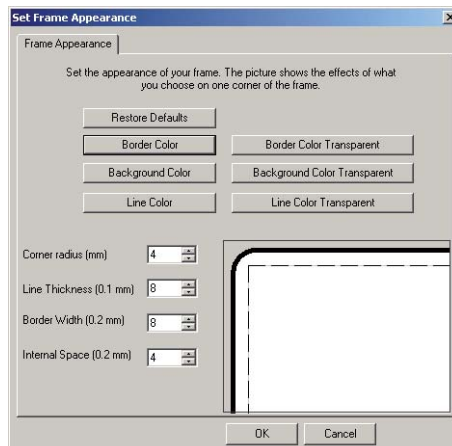 Set Frame Appearance
Frame Appearance
Set the appearance of your frame. The picture shows the effects of what
you choose on one corner of the frame.
Restore Defaults
Border Color
Border Color Transparent
Background Color
Background Color Transparent
Line Color
Line Color Transparent
Corner radius (mm)
4
Line Thickness (0.1 mm)
8
Border Width (0.2 mm)
8
Internal Space (0.2 mm)
4
OK
Cancel